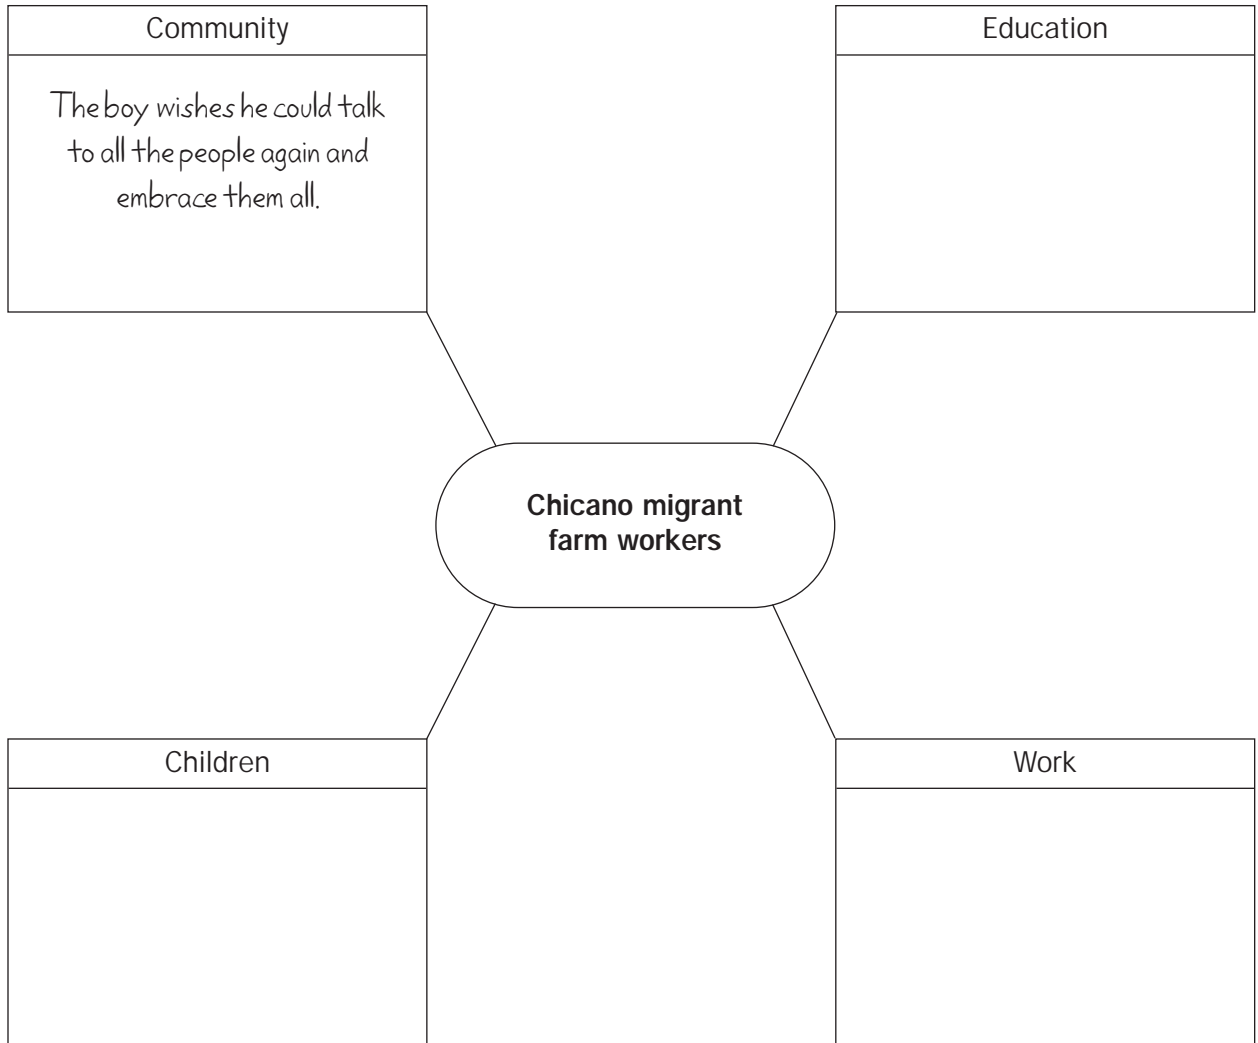 Community
The boy wishes he could talk
to all the people again and
embrace them all.
Education
Chicano migrant
farm workers
Children
Work